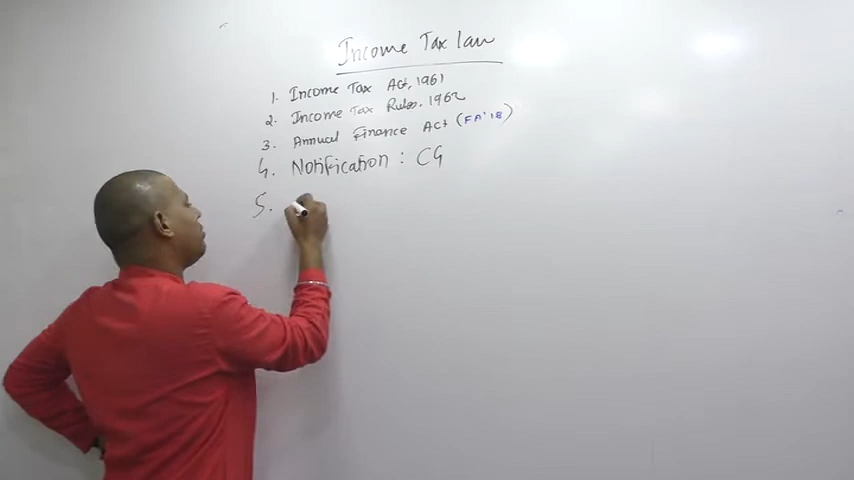 Income Tax law
1. Income Tax Act, 1961
2. Income Tax Rules, 1962
3. Annual Finance Act (FA'18)
4. Notification : CG
5.